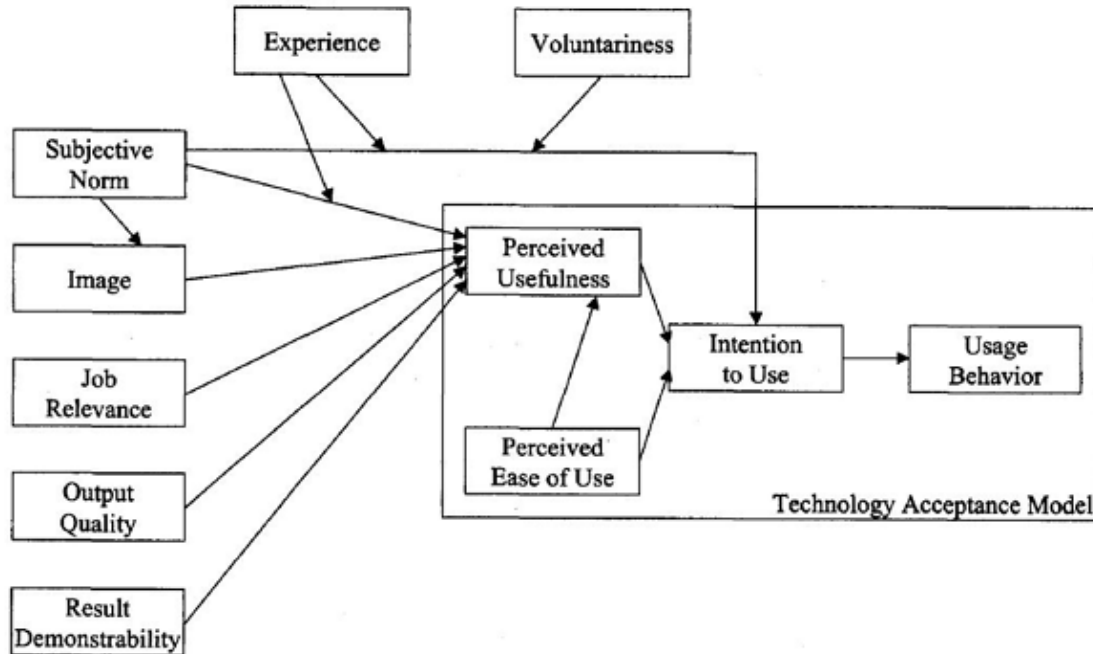 Experience
Voluntariness
Subjective
Norm
Image
Perceived
Usefulness
Job
Relevance
Intention
to Use
Usage
Behavior
Perceived
Ease of Use
Output
Quality
Technology Acceptance Model
Result
Demonstrability